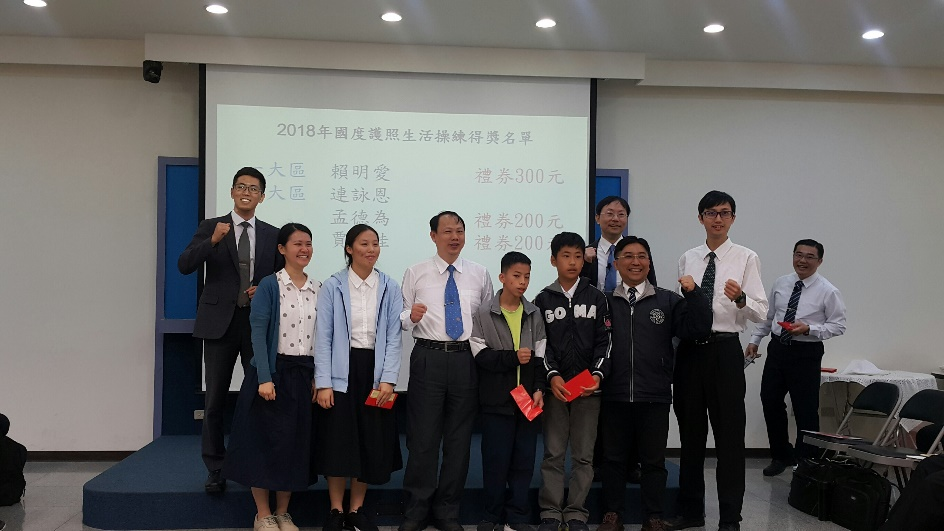 2018年國度護照生活操練得獎名單
大區 賴明愛 禮券300元
大區 連詠恩
孟德為 禮券200元
佳 禮券200
GO MA